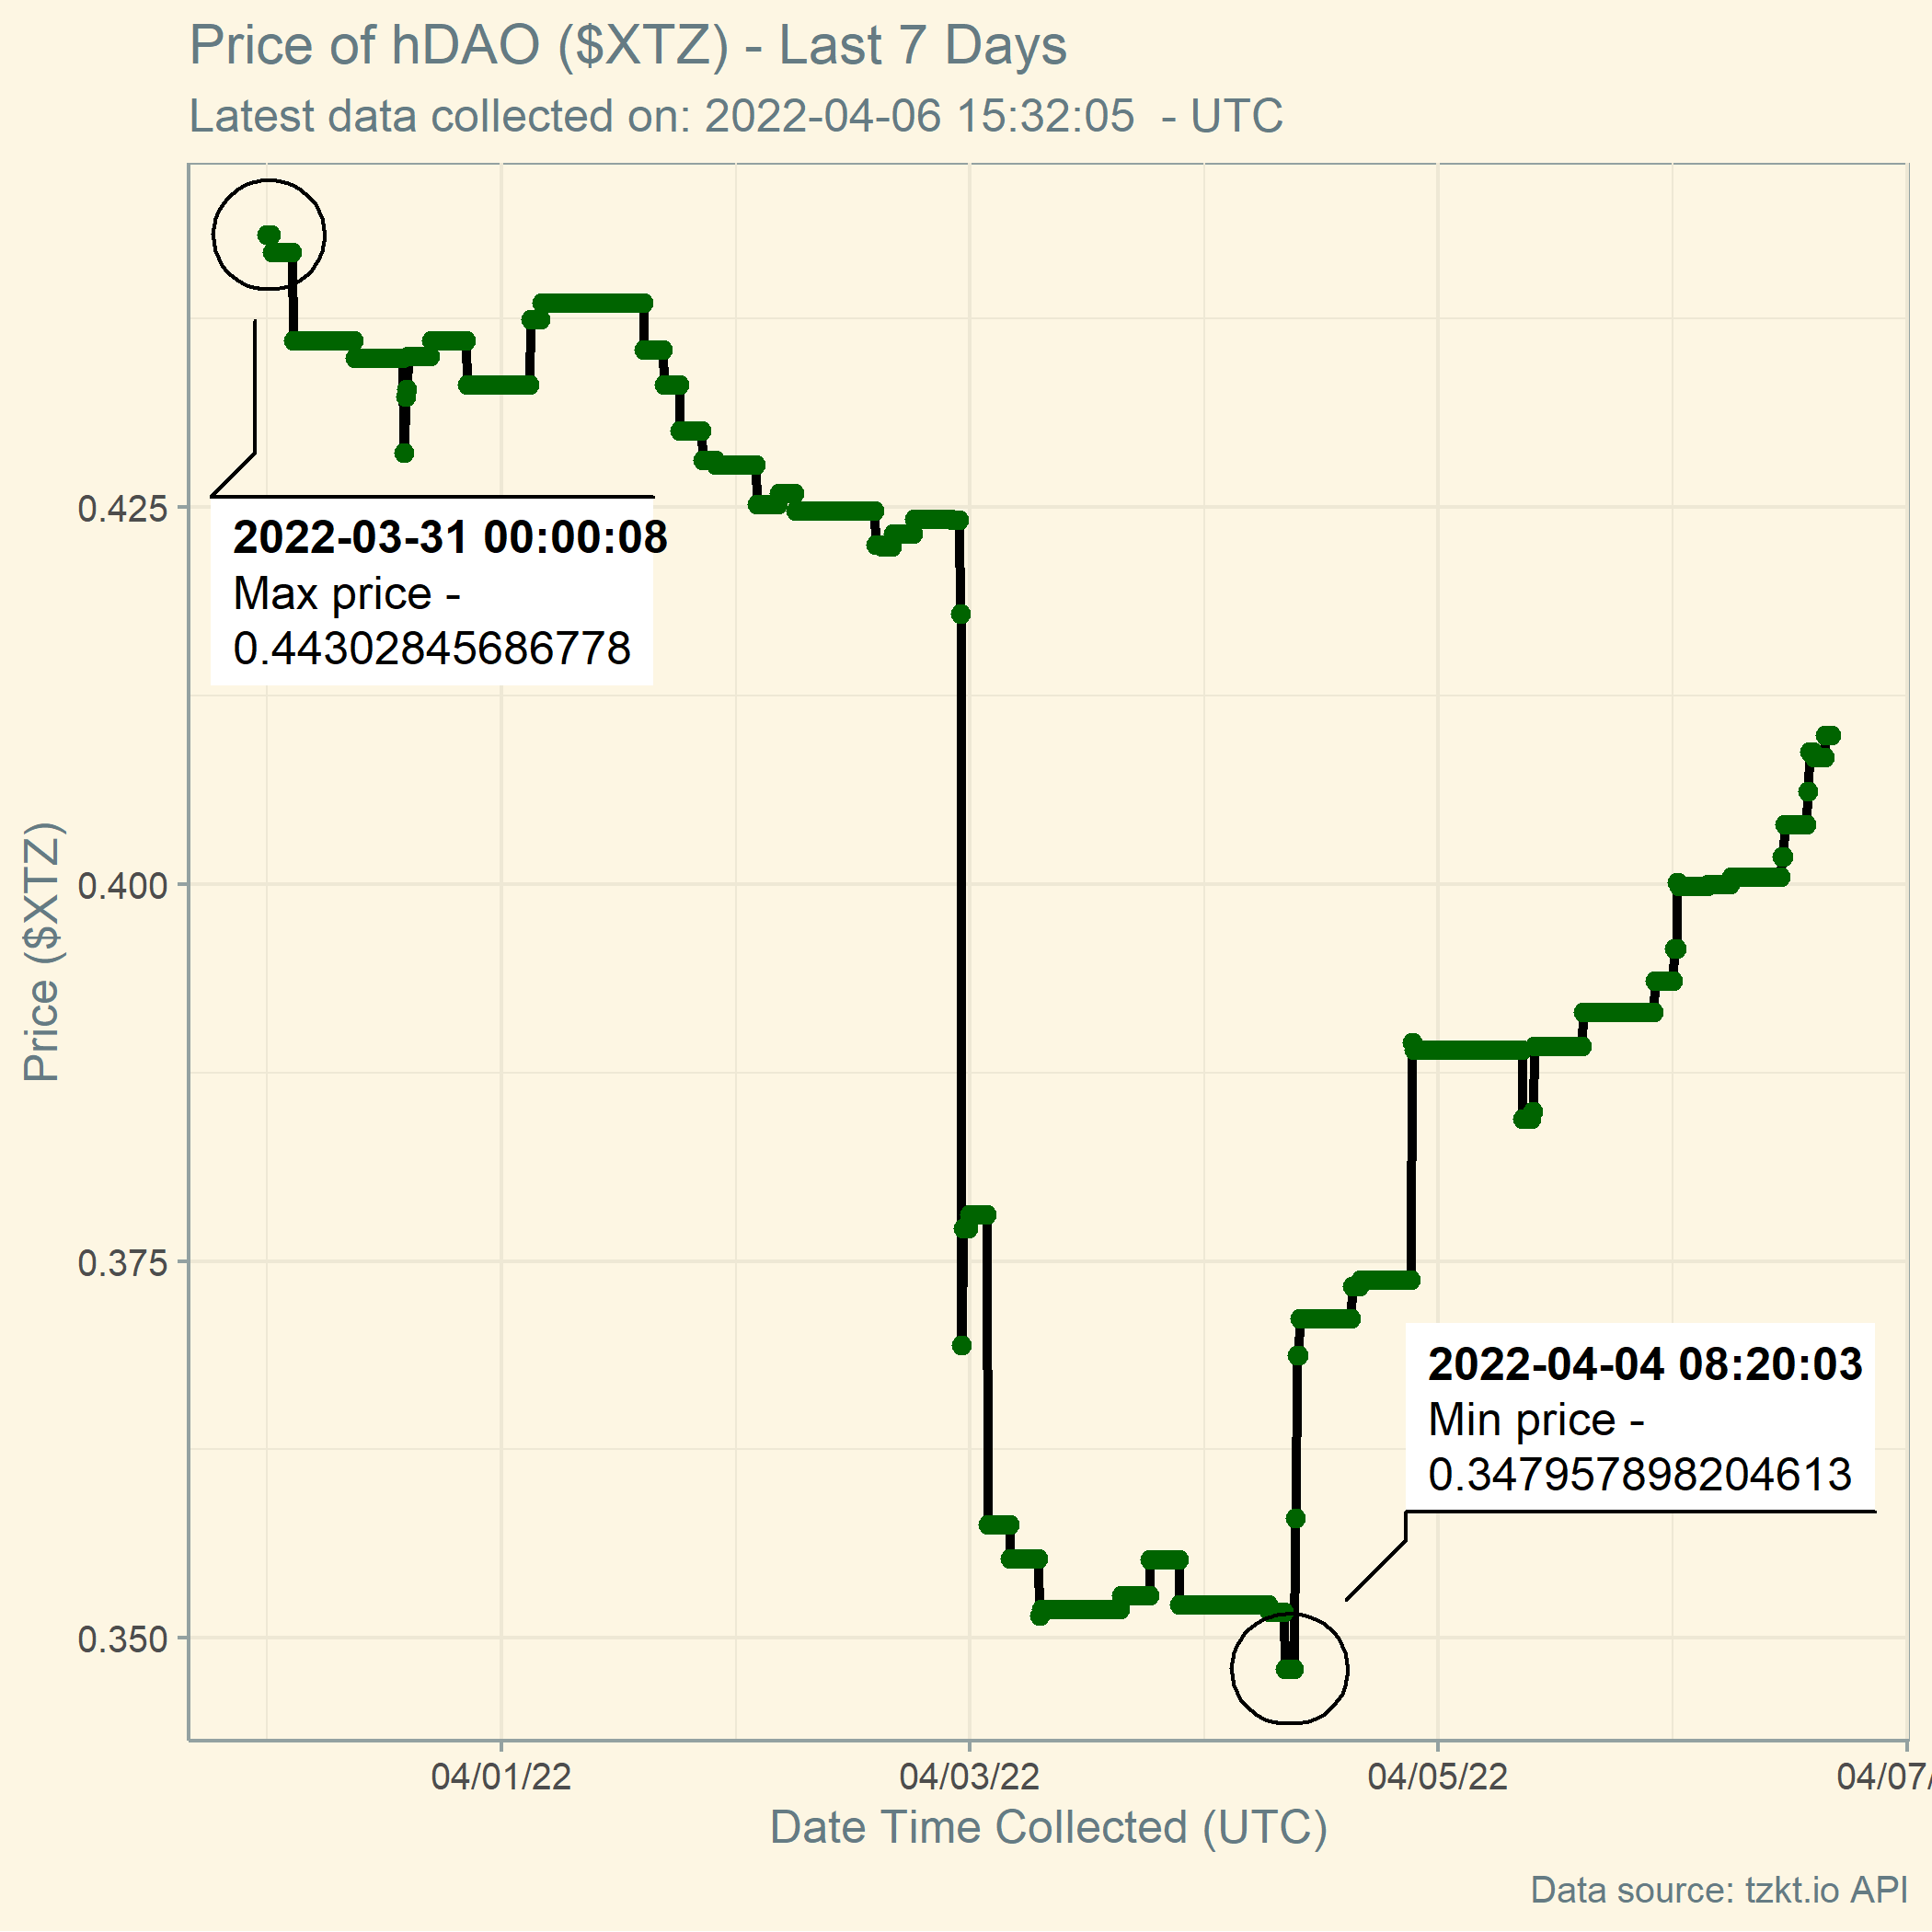 Price of hDAO ($XTZ) - Last 7 Days
Latest data collected on: 2022-04-06 15:32:05  - UTC
2022-03-31 00:00:08
Max price -
0.44302845686778
2022-04-04 08:20:03
Min price -
0.347957898204613
Price ($XTZ)
0.425
0.400
0.375
0.350
04/01/22
04/03/22
04/05/22
04/07/
Date Time Collected (UTC)
Data source: tzkt.io API